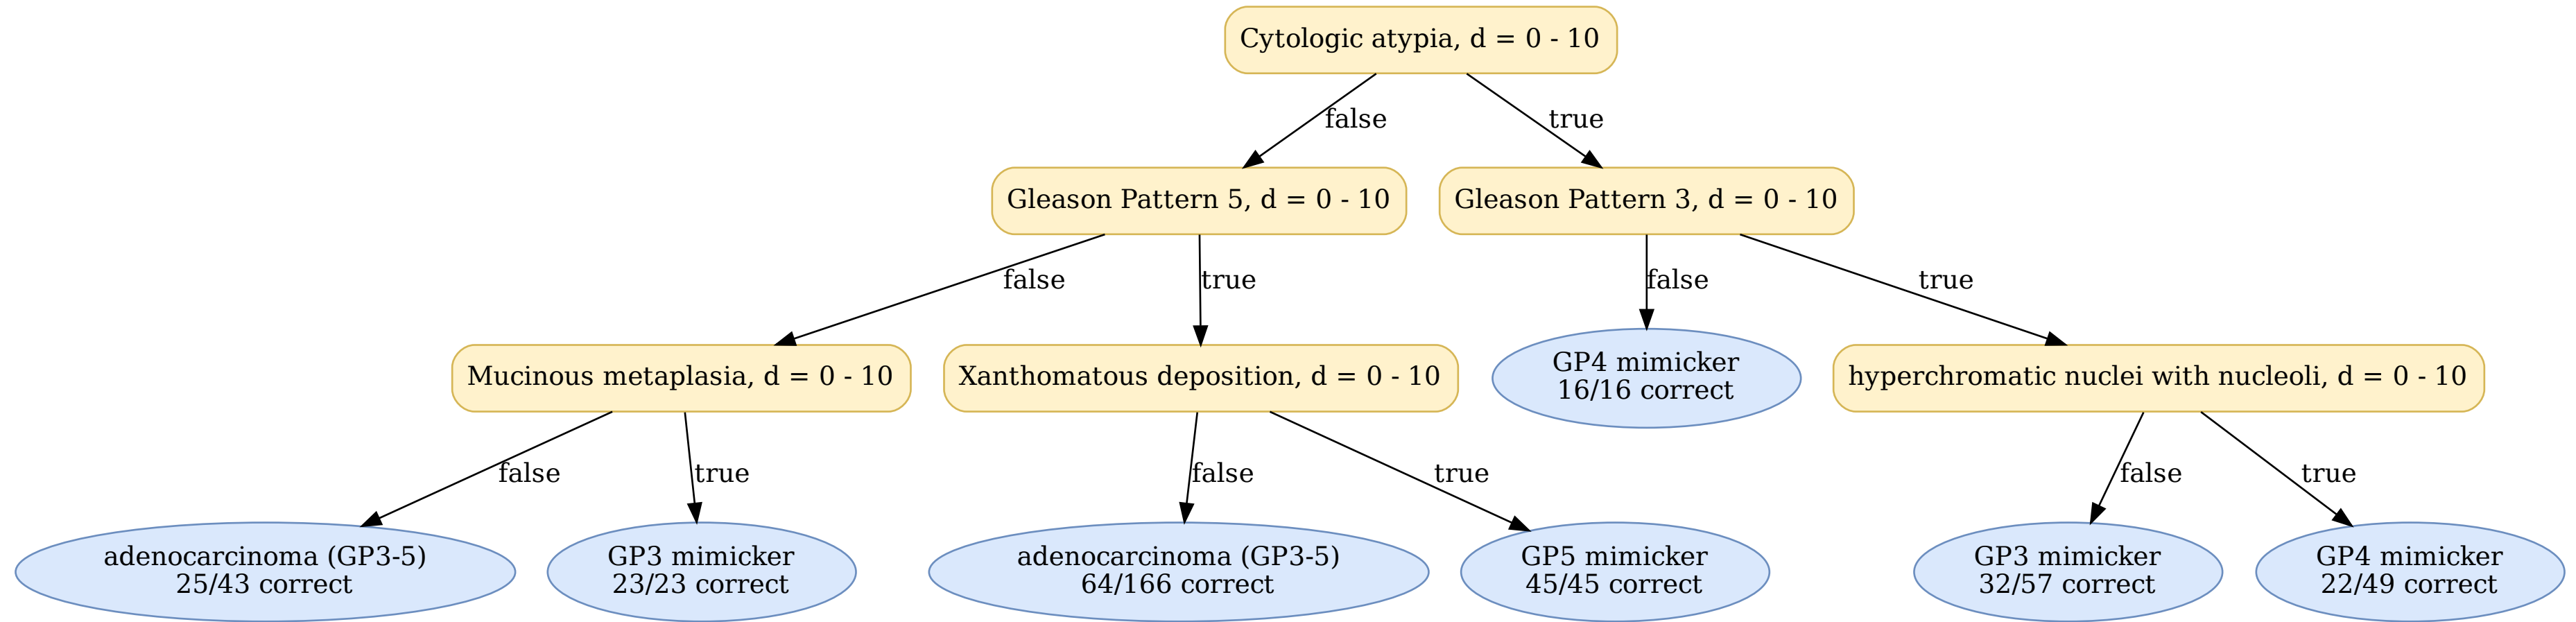 Cytologic atypia, d = 0 - 10
false
true
Gleason Pattern 5, d = 0 - 10
Gleason Pattern 3, d = 0 - 10
false
true
false
true
Mucinous metaplasia, d = 0 - 10
Xanthomatous deposition, d = 0 - 10
GP4 mimicker
16/16 correct
hyperchromatic nuclei with nucleoli, d = 0 - 10
false
true
false
true
false
true
adenocarcinoma (GP3-5)
25/43 correct
GP3 mimicker
23/23 correct
adenocarcinoma (GP3-5)
64/166 correct
GP5 mimicker
45/45 correct
GP3 mimicker
32/57 correct
GP4 mimicker
22/49 correct